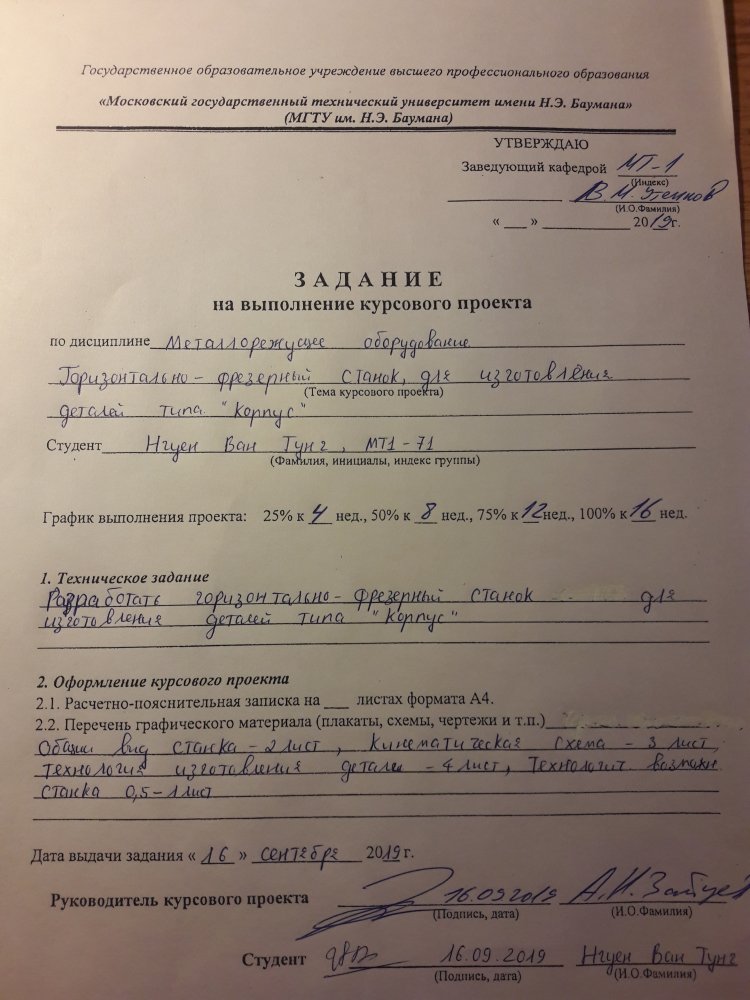 Государственное образовательное учреждение высшего профессионального образования
«Московский государственный технический университет имени Н.Э. Баумана»
(МГТУ им. Н.Э. Баумана)
УТВЕРЖДАЮ
Заведующий кафедрой МТ-1
(Индекс)
В.М. Утенков
(И.О.Фамилия)
« ___ » ____________ 2019г.
З А Д А Н И Е
на выполнение курсового проекта
по дисциплине Металлорежущее оборудование
Горизонтально-фрезерный станок, для изготовления
(Тема курсового проекта)
деталей типа "Корпус"
Студент Нгуен Ван Тунг, МТ1-71
(Фамилия, инициалы, индекс группы)
График выполнения проекта: 25% к 4 нед., 50% к 8 нед., 75% к 12 нед., 100% к 16 нед.
1. Техническое задание
Разработать горизонтально-фрезерный станок для
изготовления деталей типа "Корпус"
2. Оформление курсового проекта
2.1. Расчетно-пояснительная записка на ___ листах формата А4.
2.2. Перечень графического материала (плакаты, схемы, чертежи и т.п.)
Общий вид станка - 2 лист, Кинематическая схема - 3 лист,
Технология изготовления детали - 4 лист, Технологич. возможн
станка 0,5-1 лист
Дата выдачи задания « 16 » сентебре 2019г.
Руководитель курсового проекта 16.09.2019 А.И. Зайцев
(Подпись, дата) (И.О.Фамилия)
Студент 16.09.2019 Нгуен Ван Тунг
(Подпись, дата) (И.О.Фамилия)